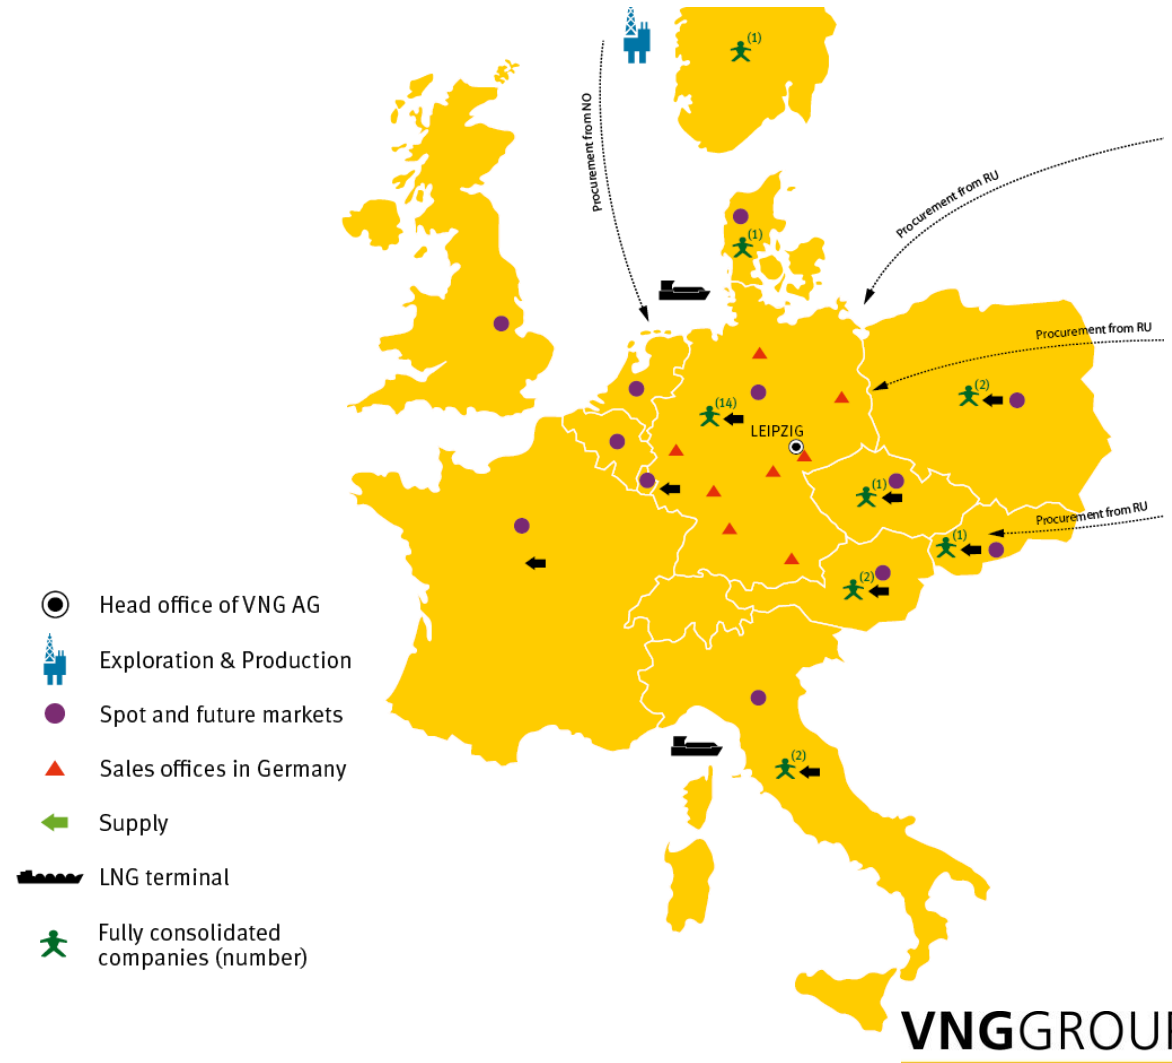 (1)
Procurement from NO
Procurement from RU
(1)
Procurement from RU
(2)
(14)
LEIPZIG
(1)
Procurement from RU
(1)
(2)
(2)
Head office of VNG AG
Exploration & Production
Spot and future markets
Sales offices in Germany
Supply
LNG terminal
Fully consolidated
companies (number)
VNGGROUP